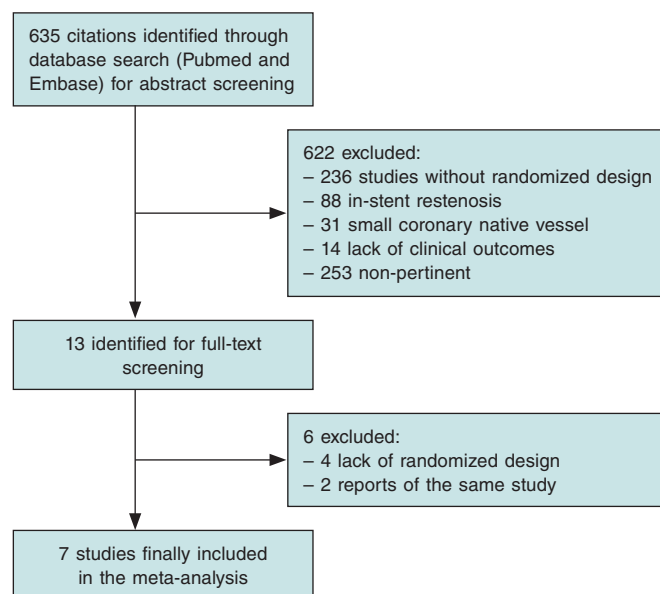 635 citations identified through
database search (Pubmed and
Embase) for abstract screening
622 excluded:
– 236 studies without randomized design
– 88 in-stent restenosis
– 31 small coronary native vessel
– 14 lack of clinical outcomes
– 253 non-pertinent
13 identified for full-text
screening
6 excluded:
– 4 lack of randomized design
– 2 reports of the same study
7 studies finally included
in the meta-analysis